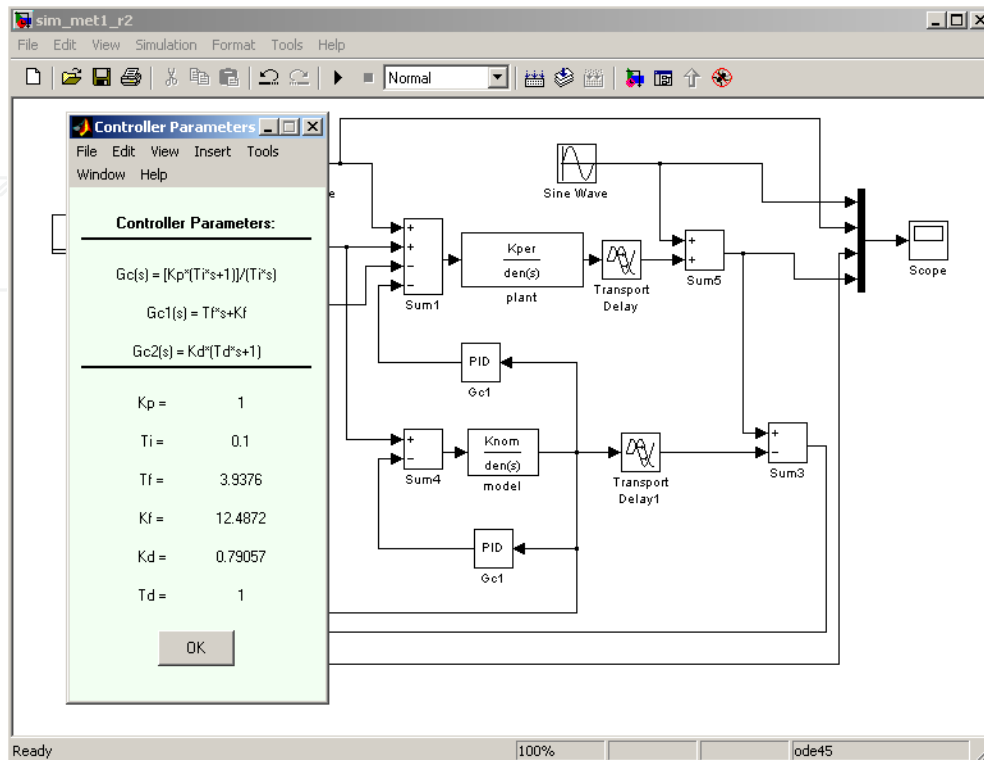 sim_met1_r2
File Edit View Simulation Format Tools Help
Normal
Controller Parameters
File Edit View Insert Tools
Window Help
Controller Parameters:
Gc(s) = [Kp*(Ti*s+1)]/(Ti*s)
Gc1(s) = Tf*s+Kf
Gc2(s) = Kd*(Td*s+1)
Kp = 1
Ti = 0.1
Tf = 3.9376
Kf = 12.4872
Kd = 0.79057
Td = 1
OK
e
Sine Wave
Scope
+
+
−
−
Sum1
Kper
den(s)
plant
Transport
Delay
+
+
Sum5
PID
Gc1
+
−
Sum4
Knom
den(s)
model
Transport
Delay1
+
−
Sum3
PID
Gc1
Ready 100% ode45